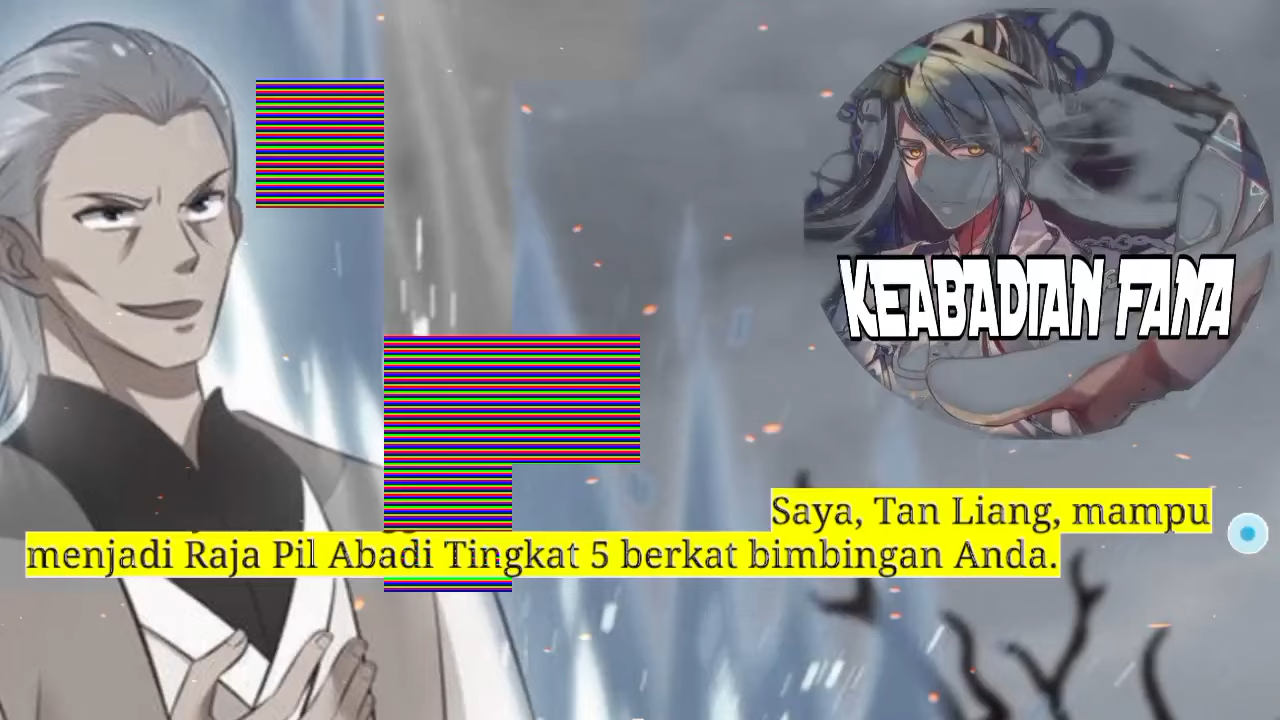 KEABADIAN FANA
Saya, Tan Liang, mampu
menjadi Raja Pil Abadi Tingkat 5 berkat bimbingan Anda.